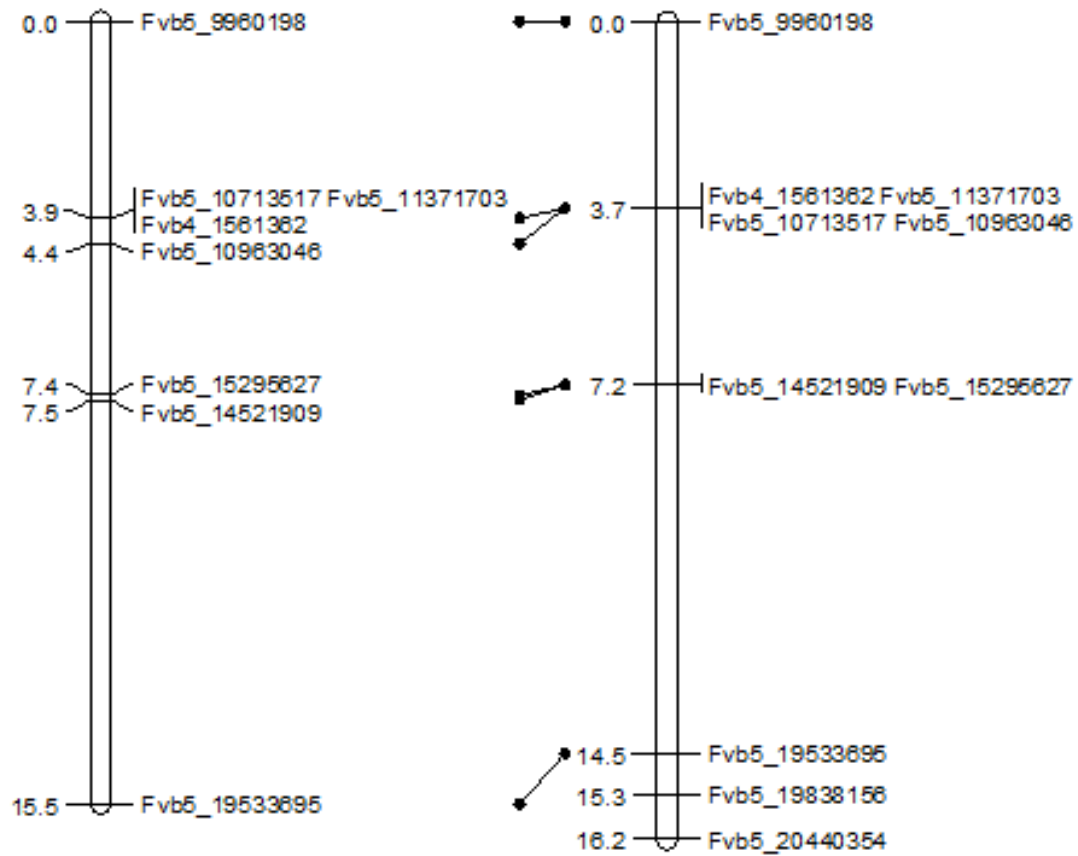 0.0 Fvb5_9960198
Fvb5_10713517 Fvb5_11371703
3.9
Fvb4_1561362
4.4 Fvb5_10963046
7.4 Fvb5_15295627
7.5 Fvb5_14521909
15.5 Fvb5_19533695
0.0 Fvb5_9960198
Fvb4_1561362 Fvb5_11371703
3.7
Fvb5_10713517 Fvb5_10963046
7.2 Fvb5_14521909 Fvb5_15295627
14.5 Fvb5_19533695
15.3 Fvb5_19838156
16.2 Fvb5_20440354